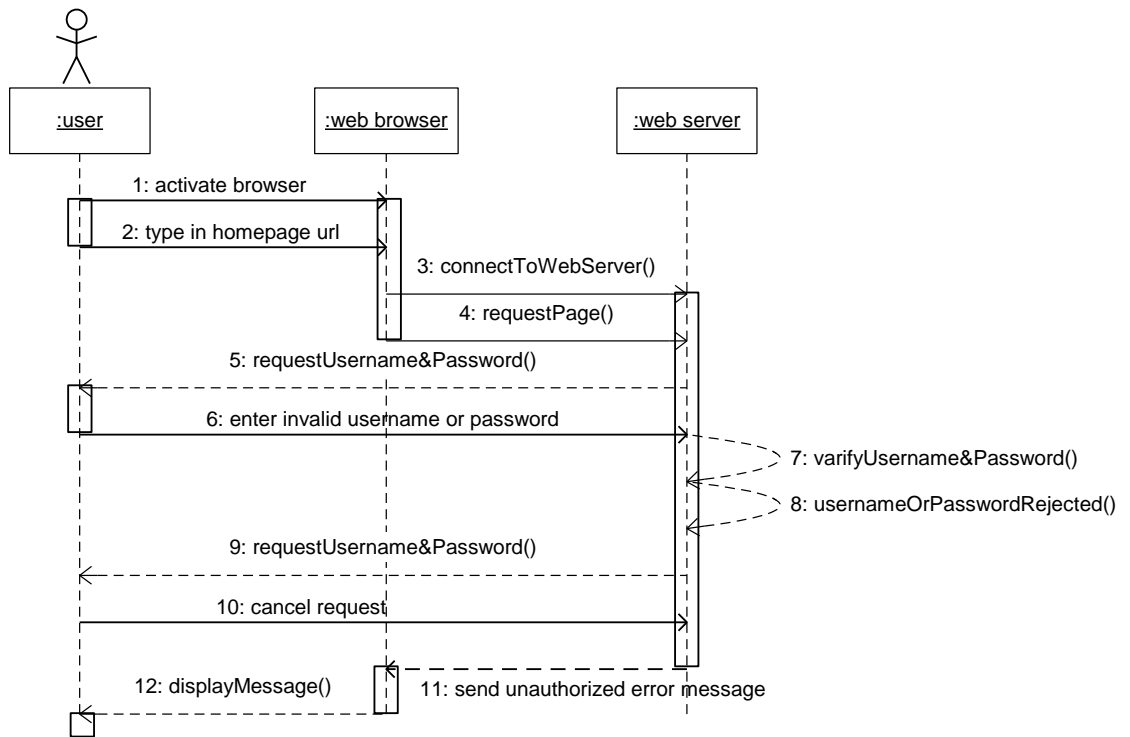 :user
:web browser
:web server
1: activate browser
2: type in homepage url
3: connectToWebServer()
4: requestPage()
5: requestUsername&Password()
6: enter invalid username or password
7: varifyUsername&Password()
8: usernameOrPasswordRejected()
9: requestUsername&Password()
10: cancel request
11: send unauthorized error message
12: displayMessage()